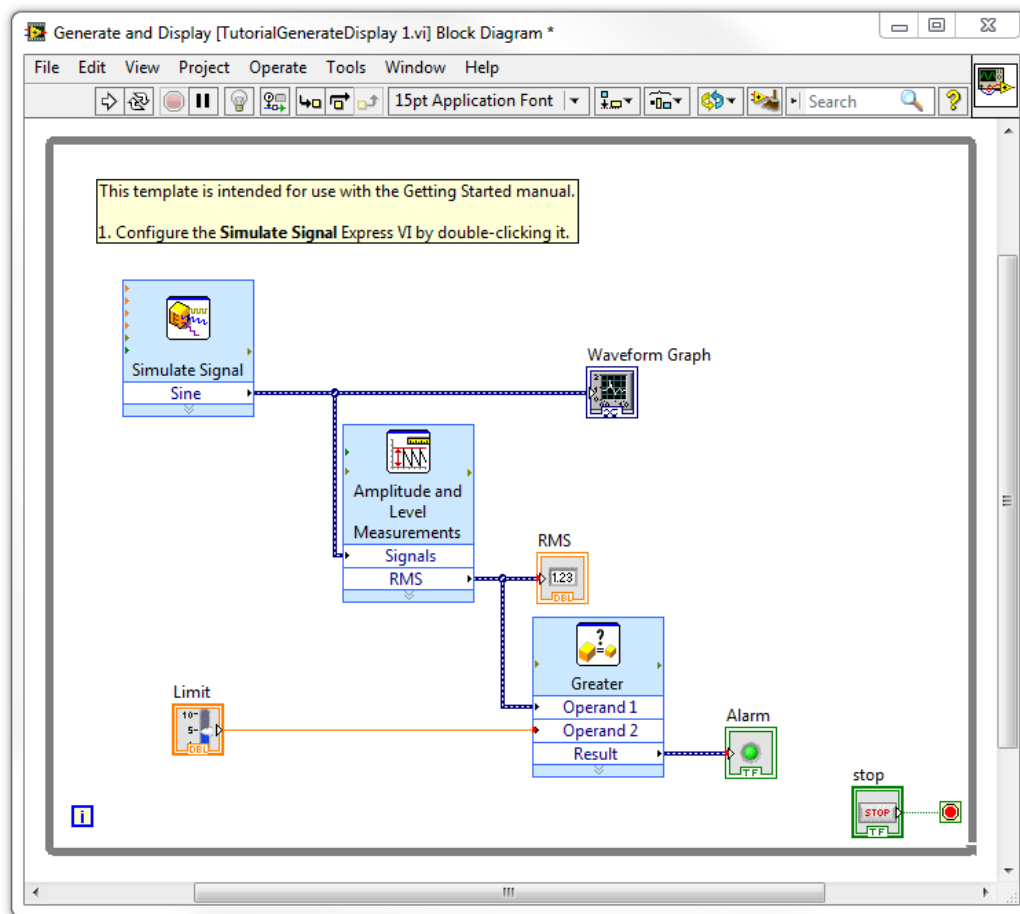 Generate and Display [TutorialGenerateDisplay 1.vi] Block Diagram *
File Edit View Project Operate Tools Window Help
15pt Application Font Search ?
This template is intended for use with the Getting Started manual.
1. Configure the Simulate Signal Express VI by double-clicking it.
Simulate Signal
Sine
Waveform Graph
Amplitude and
Level
Measurements
Signals
RMS
RMS
1.23
DBL
?
Greater
Operand 1
Operand 2
Result
Limit
10
5
DBL
Alarm
TF
stop
STOP
TF
i